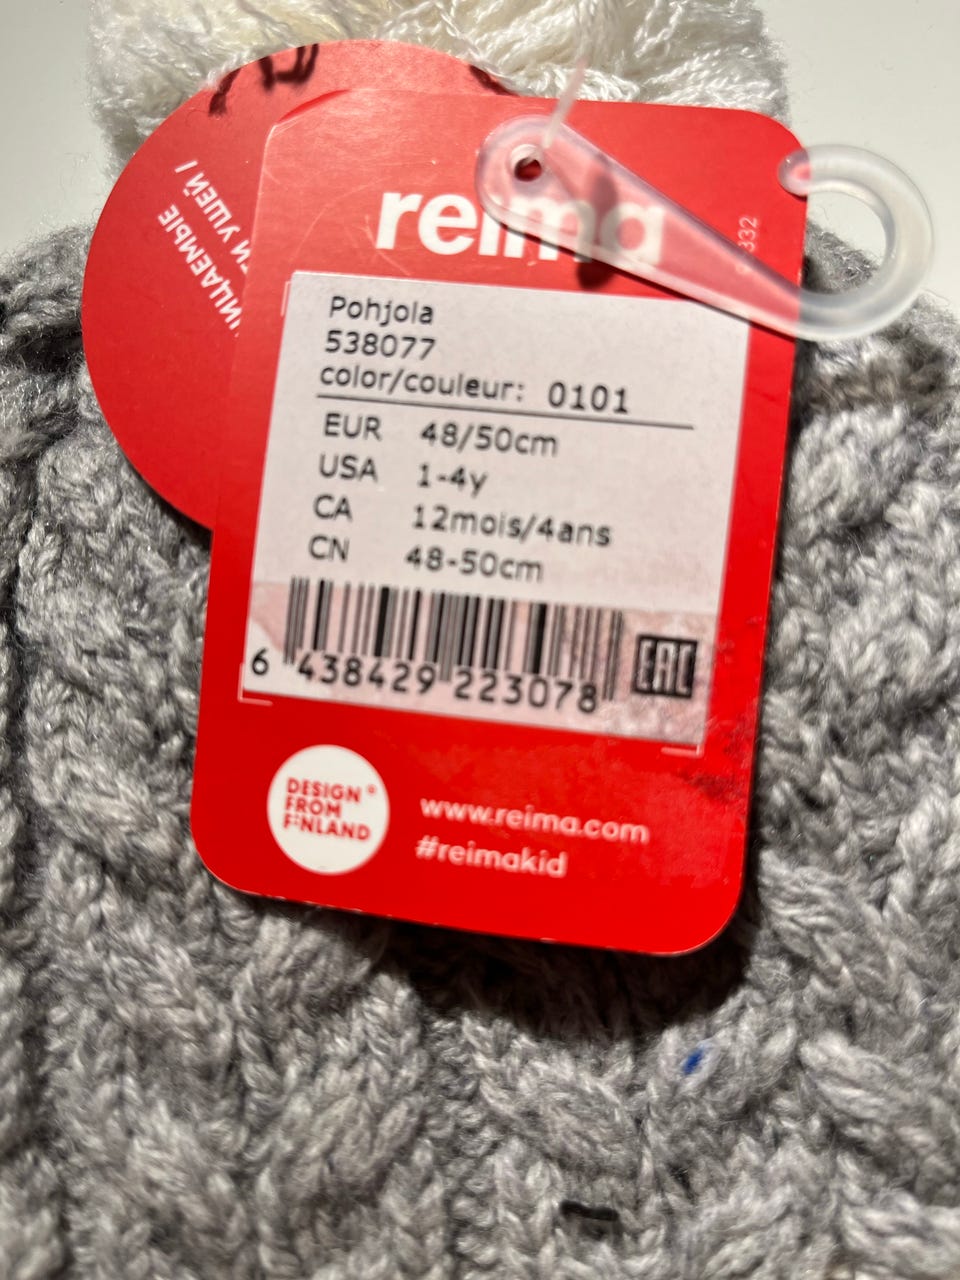 reima
Pohjola
538077
color/couleur: 0101
EUR 48/50cm
USA 1-4y
CA 12mois/4ans
CN 48-50cm
6 438429 223078
EAC
DESIGN ®
FROM
FINLAND
www.reima.com
#reimakid